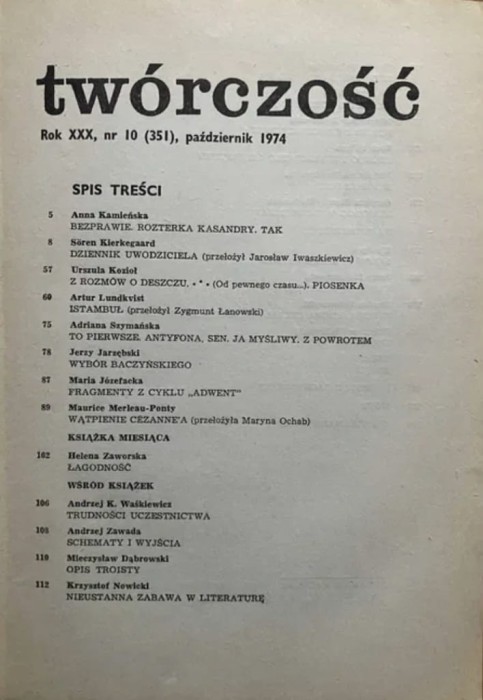 twórczość
Rok XXX, nr 10 (351), październik 1974
SPIS TREŚCI
5 Anna Kamieńska
BEZPRAWIE. ROZTERKA KASANDRY. TAK
8 Sören Kierkegaard
DZIENNIK UWODZICIELA (przełożył Jarosław Iwaszkiewicz)
57 Urszula Kozioł
Z ROZMÓW O DESZCZU, * * * (Od pewnego czasu...). PIOSENKA
60 Artur Lundkvist
ISTAMBUŁ (przełożył Zygmunt Łanowski)
75 Adriana Szymańska
TO PIERWSZE. ANTYFONA. SEN. JA MYŚLIWY. Z POWROTEM
78 Jerzy Jarzębski
WYBÓR BACZYŃSKIEGO
87 Maria Józefacka
FRAGMENTY Z CYKLU „ADWENT"
89 Maurice Merleau-Ponty
WĄTPIENIE CEZANNE'A (przełożyła Maryna Ochab)
KSIĄŻKA MIESIĄCA
102 Helena Zaworska
ŁAGODNOŚĆ
WŚRÓD KSIĄŻEK
106 Andrzej K. Waśkiewicz
TRUDNOŚCI UCZESTNICTWA
108 Andrzej Zawada
SCHEMATY I WYJŚCIA
110 Mieczysław Dąbrowski
OPIS TROISTY
112 Krzysztof Nowicki
NIEUSTANNA ZABAWA W LITERATURĘ